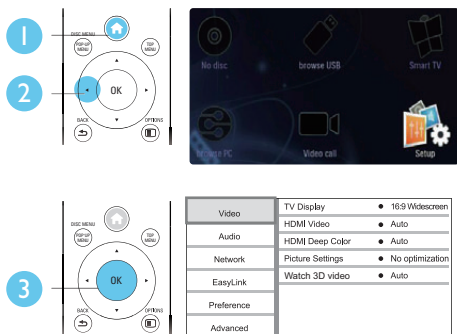 1
DISC MENU
POP-UP MENU
TOP MENU
2
OK
BACK
OPTIONS
No disc
browse USB
Smart TV
browse PC
Video call
Setup
DISC MENU
POP-UP MENU
TOP MENU
3
OK
BACK
OPTIONS
Video
Audio
Network
EasyLink
Preference
Advanced
TV Display • 16:9 Widescreen
HDMI Video • Auto
HDMI Deep Color • Auto
Picture Settings • No optimization
Watch 3D video • Auto